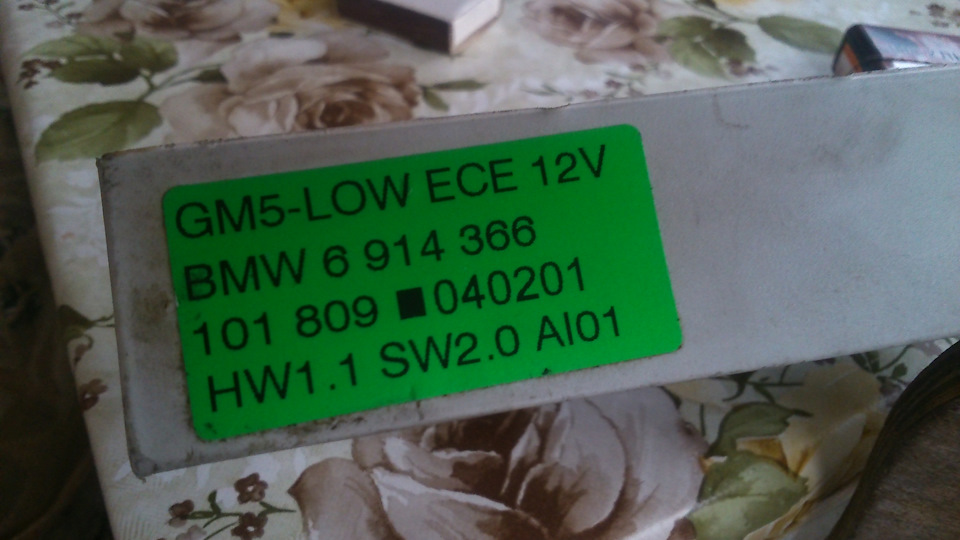 GM5-LOW ECE 12V
BMW 6 914 366
101 809 ■040201
HW1.1 SW2.0 AI01